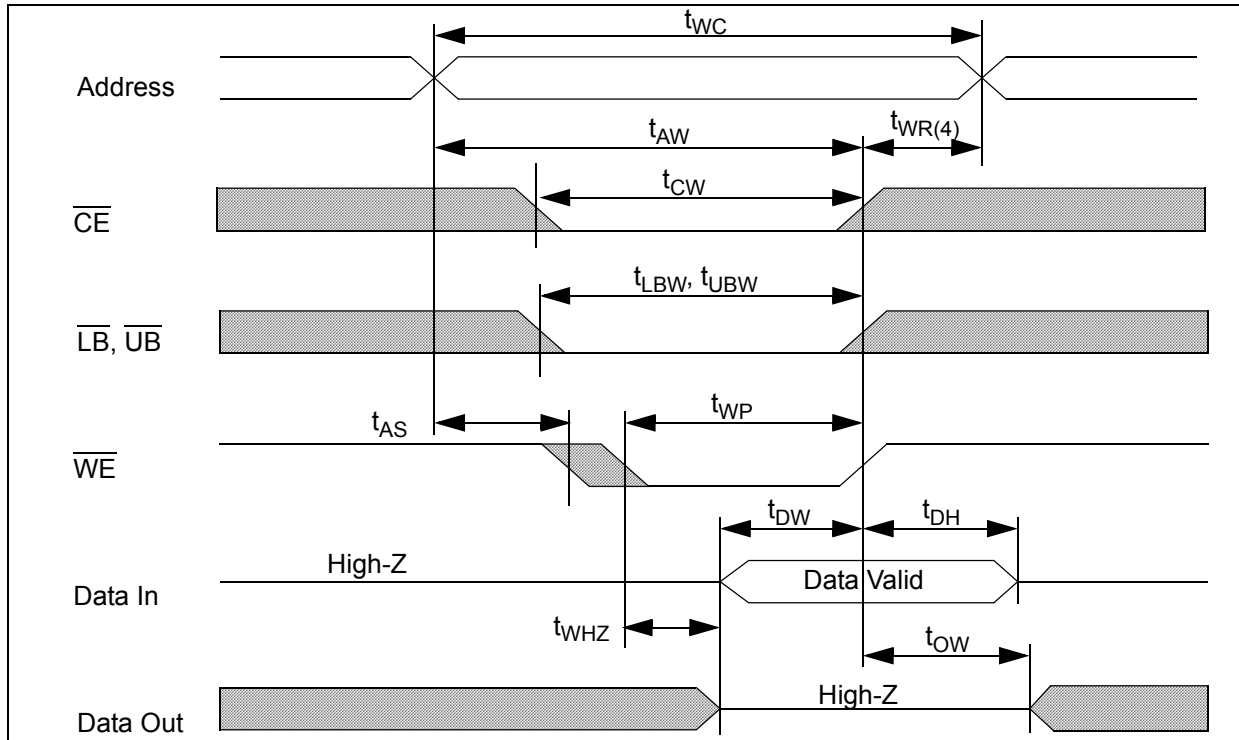 tWC
Address
tAW
tWR(4)
tCW
CE
tLBW, tUBW
LB, UB
tWP
tAS
WE
tDW
tDH
High-Z
Data Valid
Data In
tWHZ
tOW
High-Z
Data Out